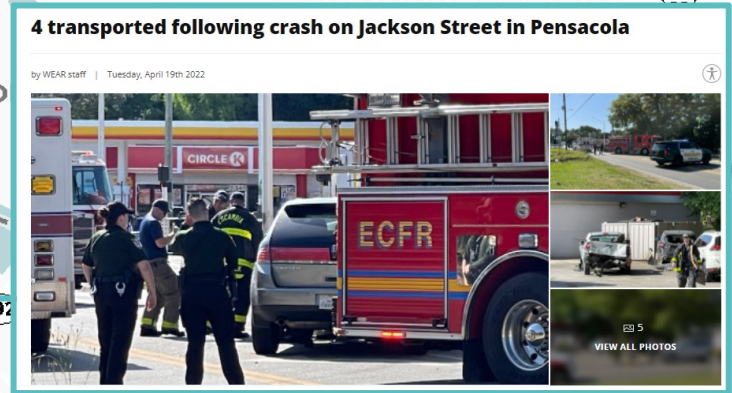 4 transported following crash on Jackson Street in Pensacola
by WEAR staff | Tuesday, April 19th 2022
CIRCLE K
ESCAMBIA
ECFR
5
VIEW ALL PHOTOS